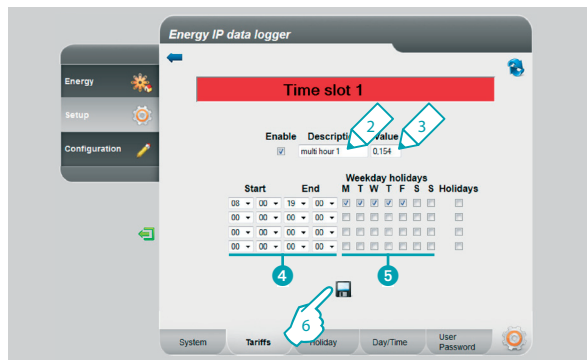 Energy IP data logger
Energy
Setup
Configuration
Time slot 1
Enable Description Value
2 3
multi hour 1 0,154
Weekday holidays
Start End M T W T F S S Holidays
08 00 19 00
00 00 00 00
00 00 00 00
00 00 00 00
4 5
6
System Tariffs Holiday Day/Time User Password